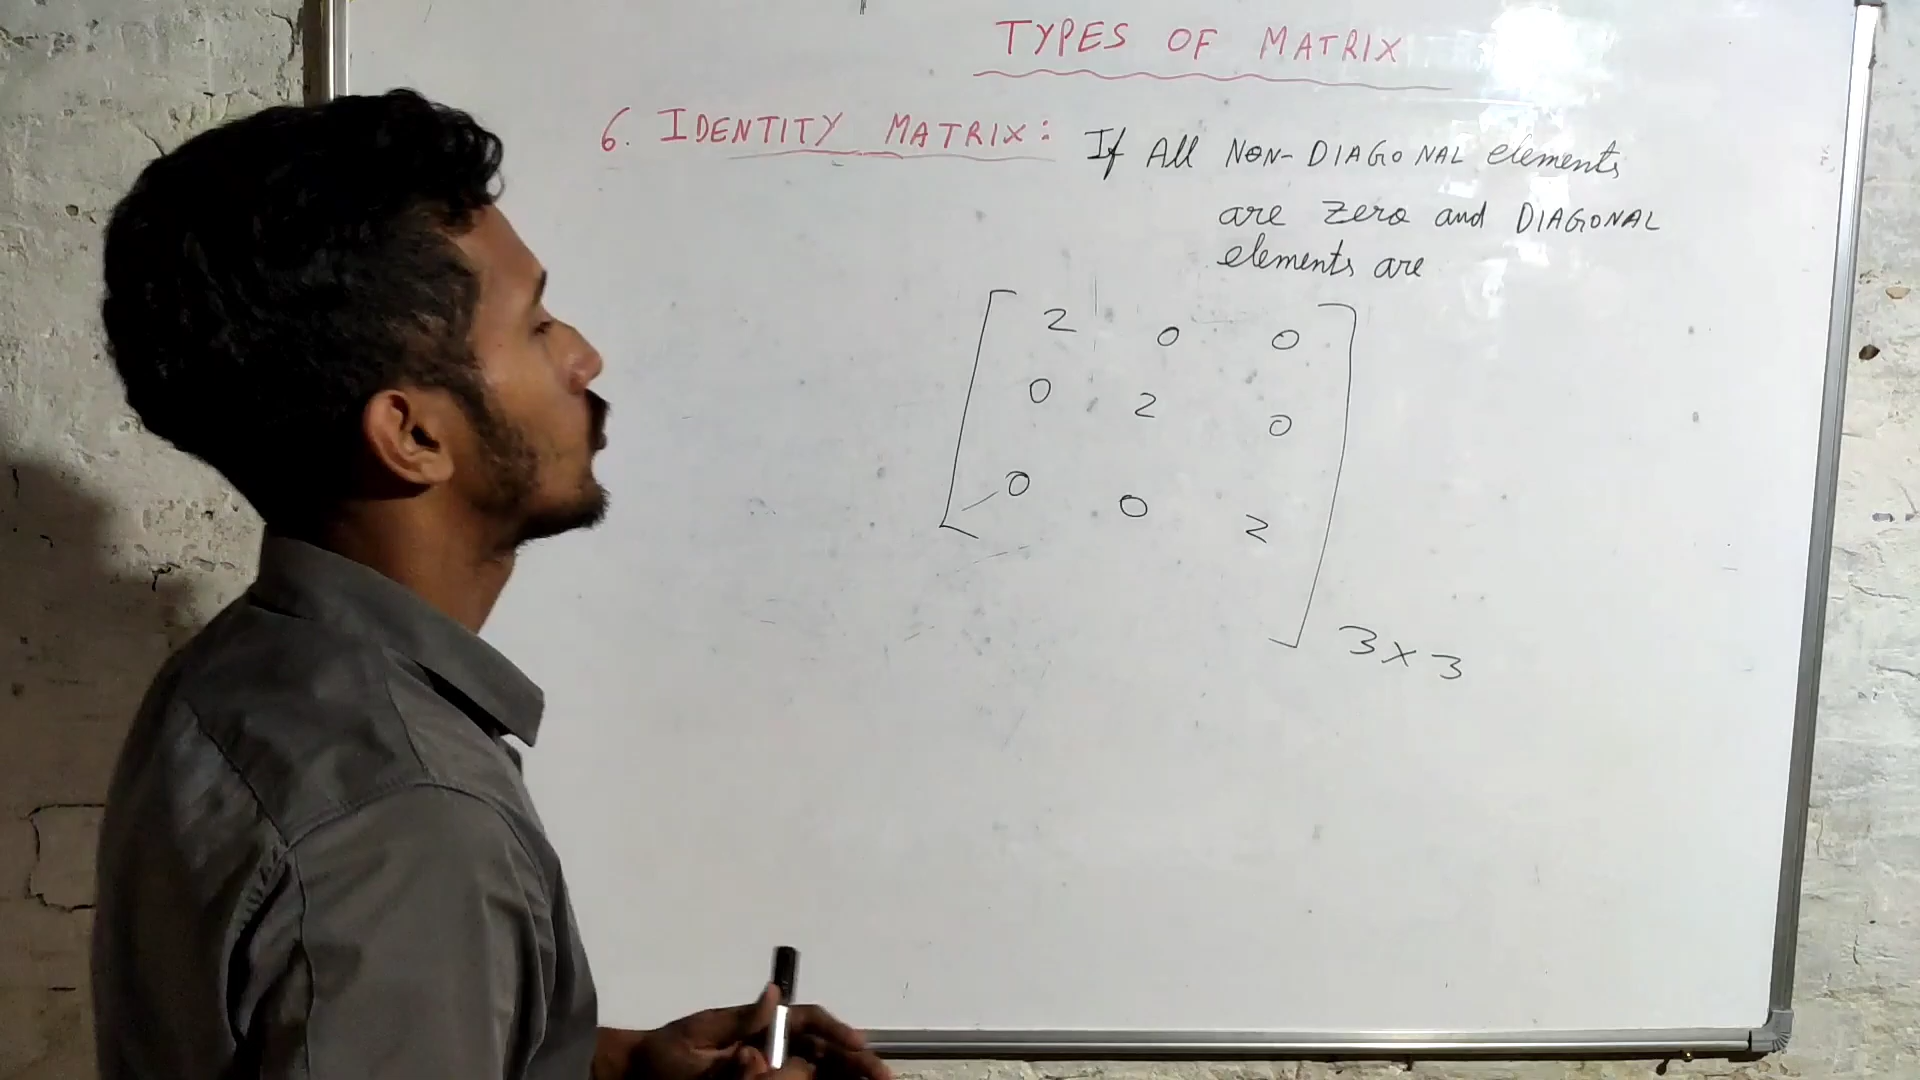 TYPES OF MATRIX
6. IDENTITY MATRIX: If All NON-DIAGONAL elements
are zero and DIAGONAL
elements are
2 0 0
0 2 0
0 0 2
3 x 3